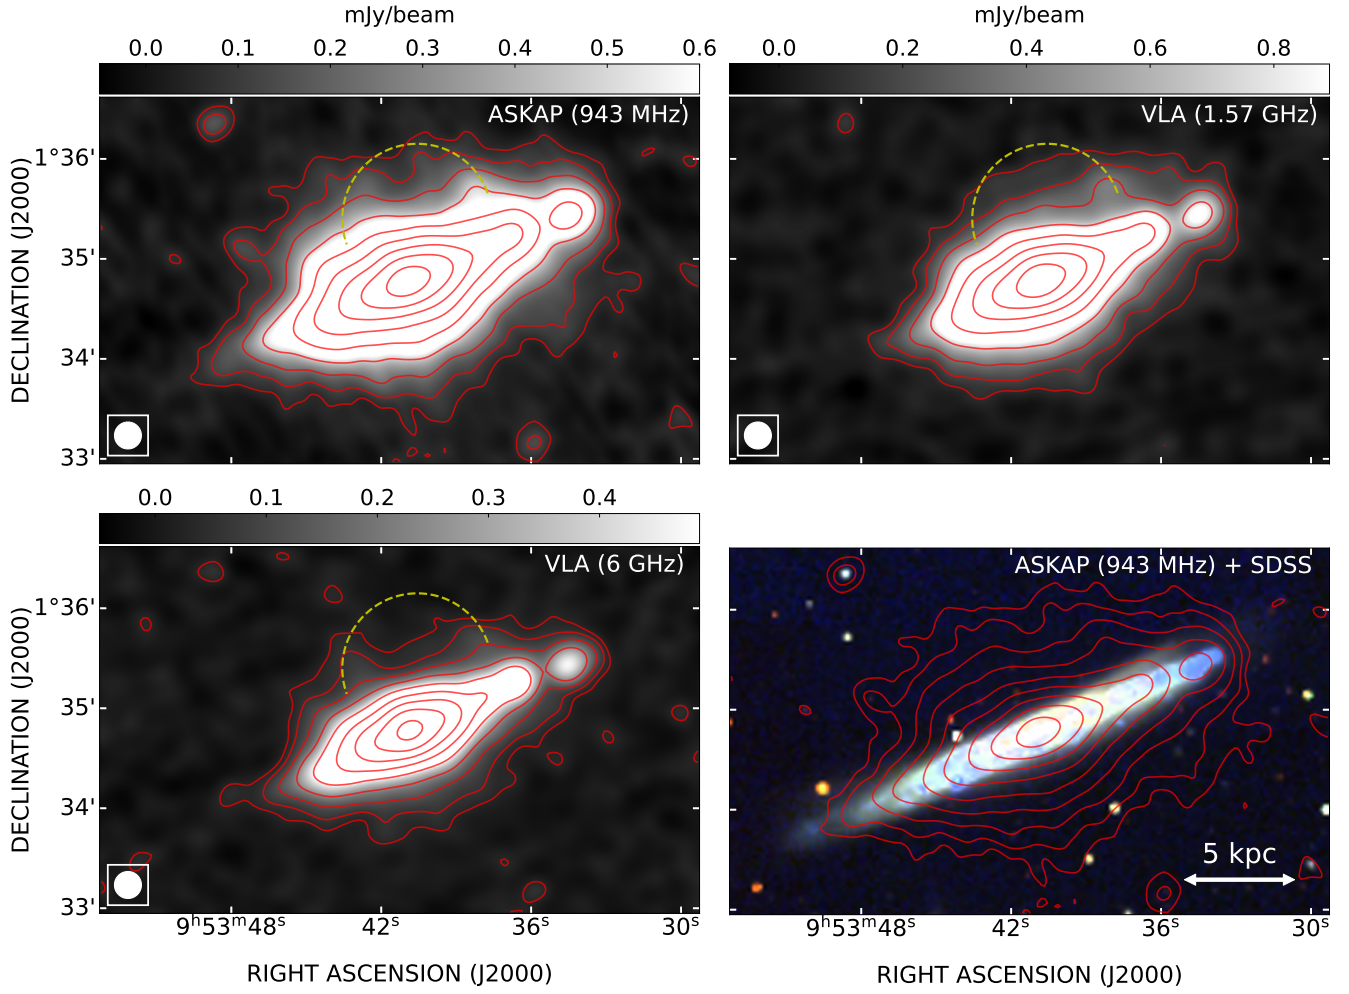 mJy/beam
0.0 0.1 0.2 0.3 0.4 0.5 0.6
ASKAP (943 MHz)
1°36'
35'
34'
33'
DECLINATION (J2000)
mJy/beam
0.0 0.2 0.4 0.6 0.8
VLA (1.57 GHz)
0.0 0.1 0.2 0.3 0.4
VLA (6 GHz)
1°36'
35'
34'
33'
DECLINATION (J2000)
9ʰ53ᵐ48ˢ 42ˢ 36ˢ 30ˢ
RIGHT ASCENSION (J2000)
ASKAP (943 MHz) + SDSS
5 kpc
9ʰ53ᵐ48ˢ 42ˢ 36ˢ 30ˢ
RIGHT ASCENSION (J2000)